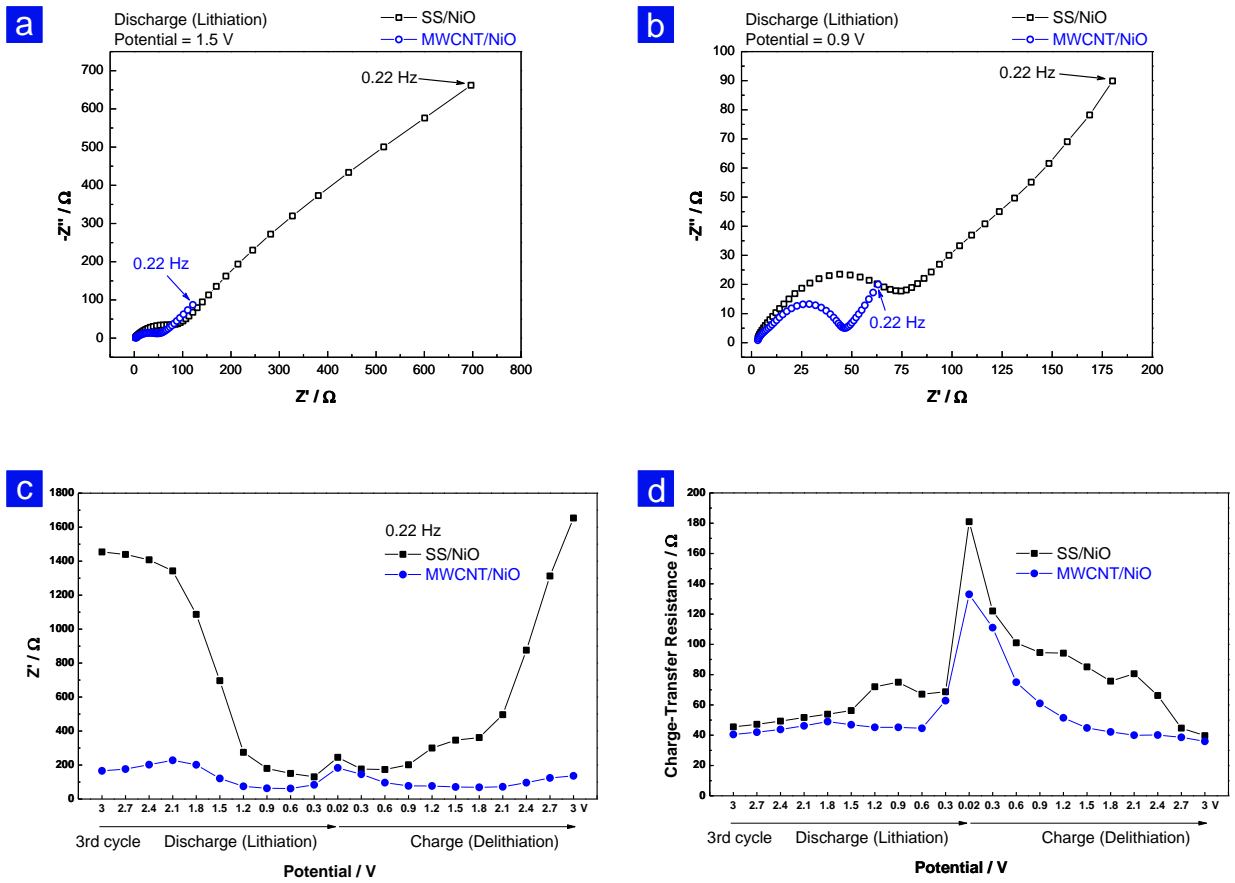 a
Discharge (Lithiation)
Potential = 1.5 V
SS/NiO
MWCNT/NiO
0.22 Hz
0.22 Hz
700
600
500
400
300
200
100
0
-Z'' / Ω
0 100 200 300 400 500 600 700 800
Z' / Ω
b
Discharge (Lithiation)
Potential = 0.9 V
SS/NiO
MWCNT/NiO
0.22 Hz
0.22 Hz
100
90
80
70
60
50
40
30
20
10
0
-Z'' / Ω
0 25 50 75 100 125 150 175 200
Z' / Ω
c
1800
1600
1400
1200
1000
800
600
400
200
0
Z' / Ω
0.22 Hz
SS/NiO
MWCNT/NiO
3 2.7 2.4 2.1 1.8 1.5 1.2 0.9 0.6 0.3 0.02 0.3 0.6 0.9 1.2 1.5 1.8 2.1 2.4 2.7 3 V
3rd cycle Discharge (Lithiation) Charge (Delithiation)
Potential / V
d
200
180
160
140
120
100
80
60
40
20
0
Charge-Transfer Resistance / Ω
SS/NiO
MWCNT/NiO
3 2.7 2.4 2.1 1.8 1.5 1.2 0.9 0.6 0.3 0.02 0.3 0.6 0.9 1.2 1.5 1.8 2.1 2.4 2.7 3 V
3rd cycle Discharge (Lithiation) Charge (Delithiation)
Potential / V